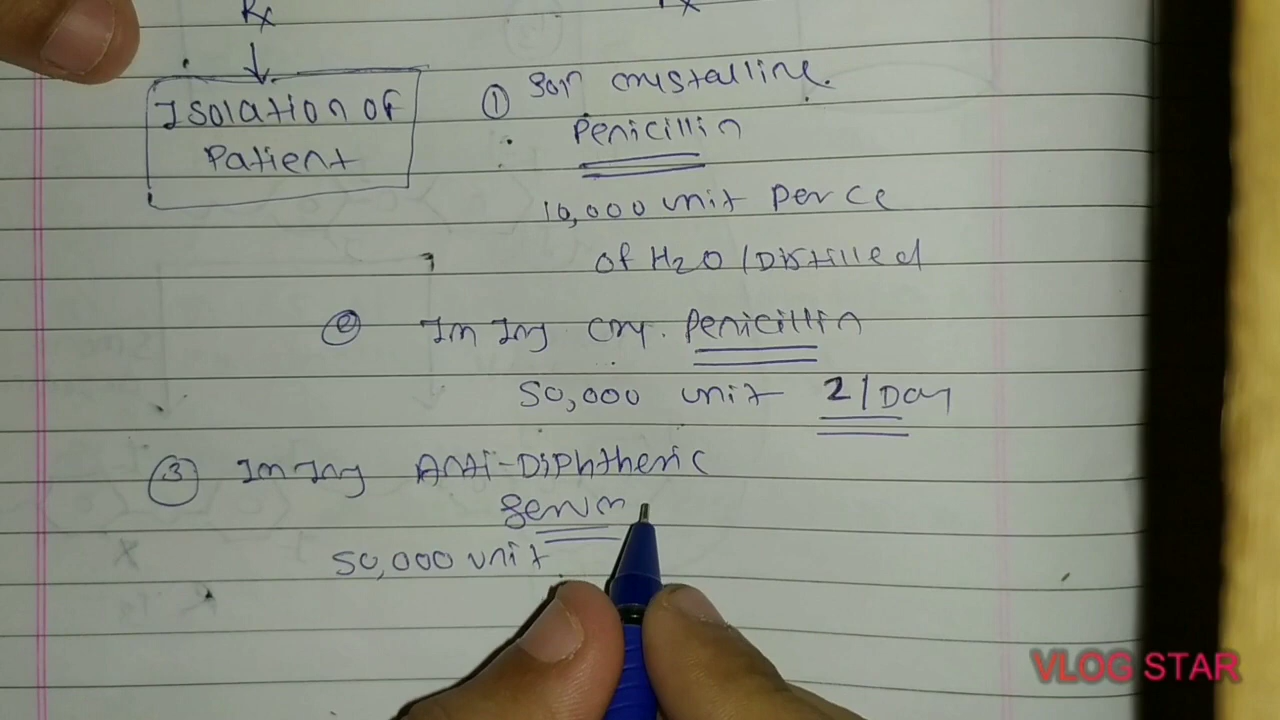 Rx
Rx
Isolation of
Patient
① Sol crystalline.
Penicillin
10,000 unit per cc
of H2O / Distilled
② Im Inj Cry. Penicillin
50,000 unit 2/Day
③ Im Inj Anti-Diphtheric
Serum
50,000 unit
VLOG STAR